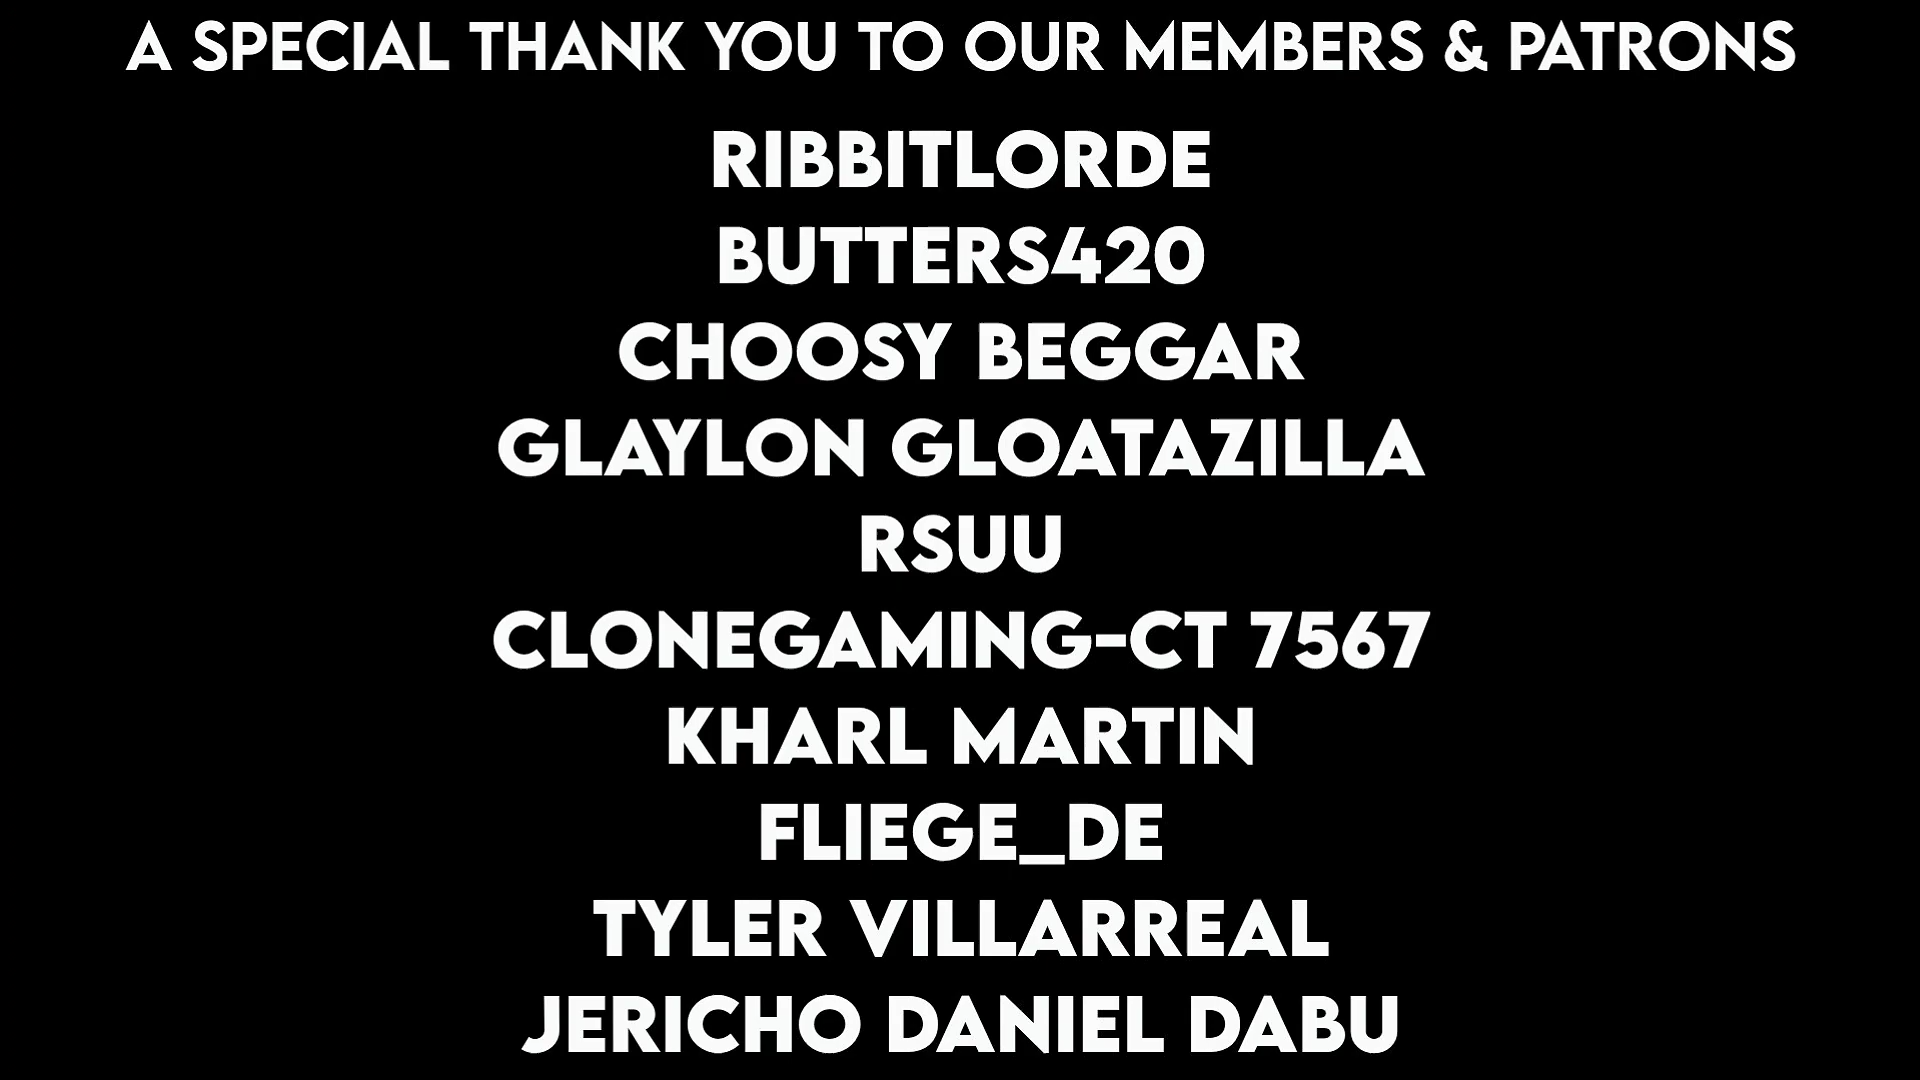 A SPECIAL THANK YOU TO OUR MEMBERS & PATRONS
RIBBITLORDE
BUTTERS420
CHOOSY BEGGAR
GLAYLON GLOATAZILLA
RSUU
CLONEGAMING-CT 7567
KHARL MARTIN
FLIEGE_DE
TYLER VILLARREAL
JERICHO DANIEL DABU